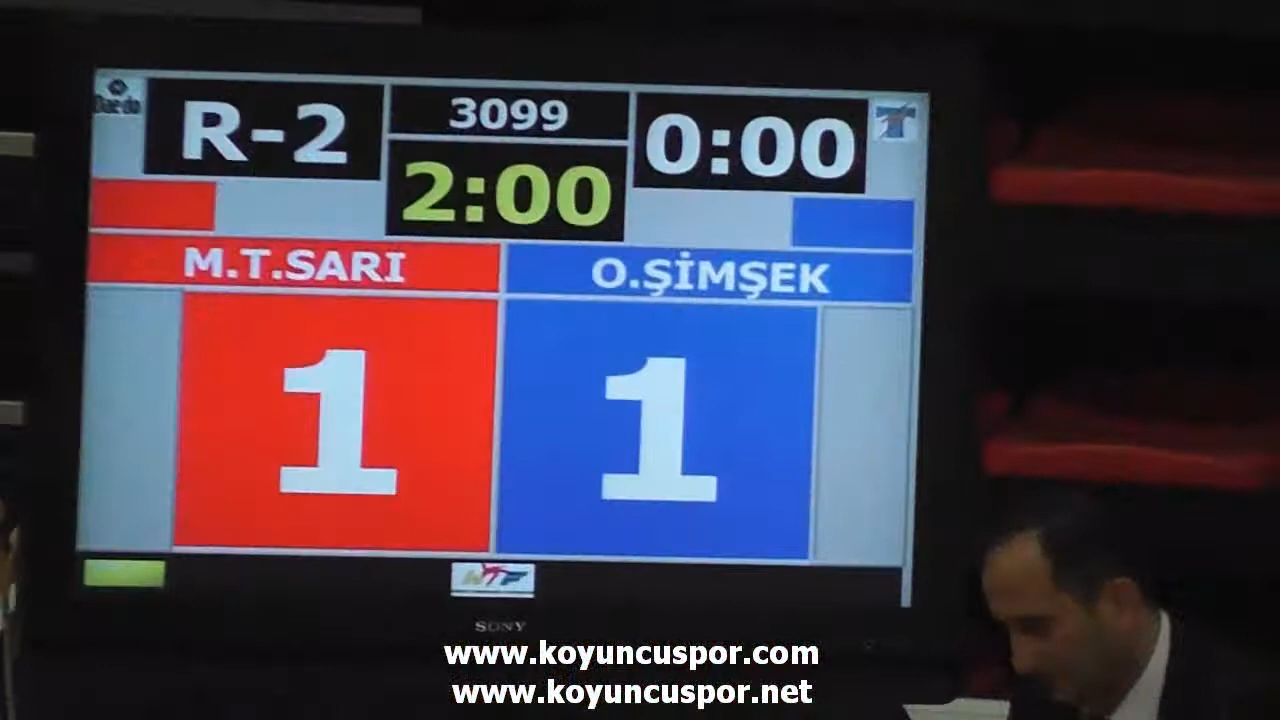 Daedo
R-2
3099
0:00
2:00
M.T.SARI
O.ŞİMŞEK
1
1
WTF
SONY
www.koyuncuspor.com
www.koyuncuspor.net